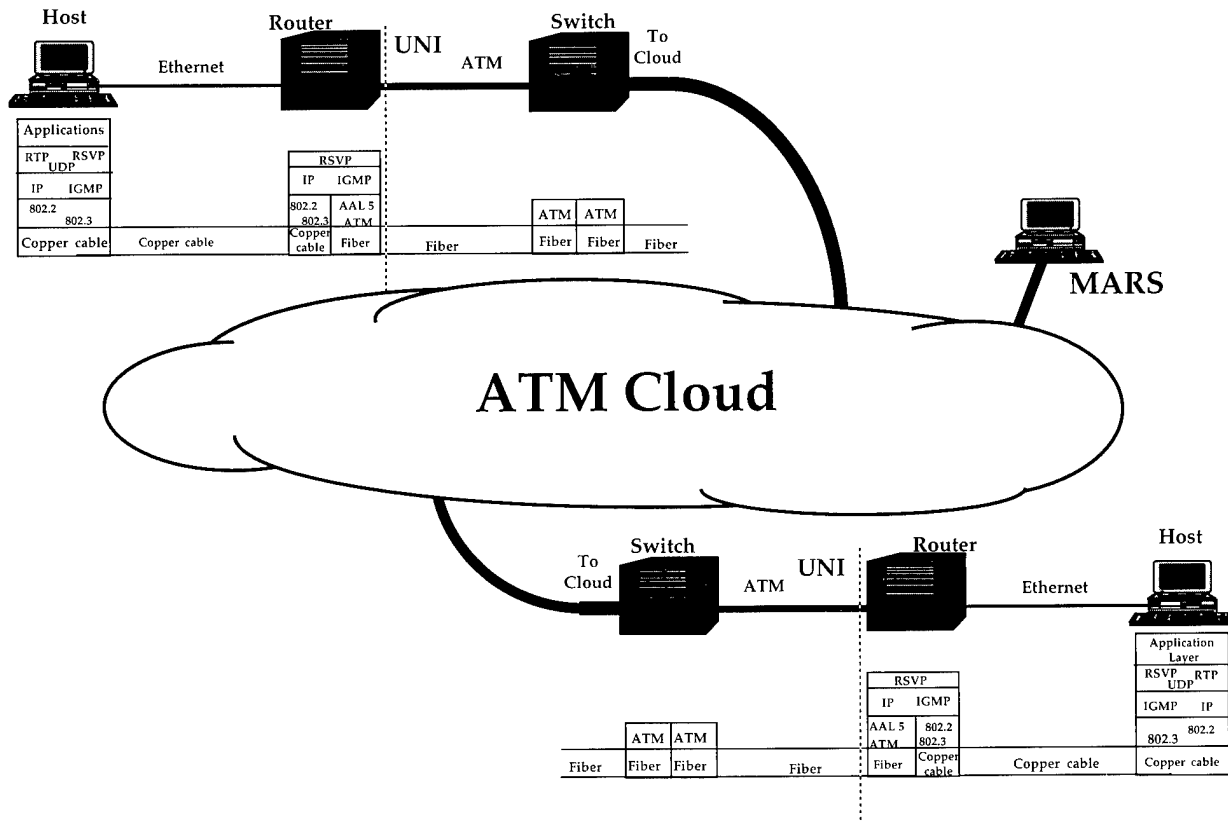 Host
Router
UNI
Switch
To
Cloud
Ethernet
ATM
Applications
RTP RSVP
UDP
IP IGMP
802.2
802.3
Copper cable
Copper cable
RSVP
IP IGMP
802.2 AAL 5
802.3 ATM
Copper
cable
Fiber
Fiber
ATM ATM
Fiber Fiber
Fiber
MARS
ATM Cloud
To
Cloud
Switch
ATM
UNI
Router
Ethernet
Host
Application
Layer
RSVP RTP
UDP
IGMP IP
802.2
802.3
Copper cable
RSVP
IP IGMP
AAL 5 802.2
ATM 802.3
Fiber
Copper
cable
Copper cable
ATM ATM
Fiber
Fiber Fiber
Fiber